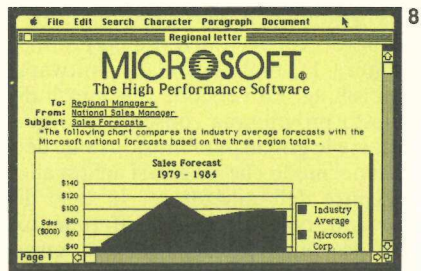 8
File Edit Search Character Paragraph Document
Regional letter
MICROSOFT®
The High Performance Software
To: Regional Managers
From: National Sales Manager
Subject: Sales Forecasts
*The following chart compares the industry average forecasts with the
Microsoft national forecasts based on the three region totals .
Sales Forecast
1979 - 1984
$140
$120
$100
Sales $80
($000) $60
$40
Industry
Average
Microsoft
Corp.
Page 1